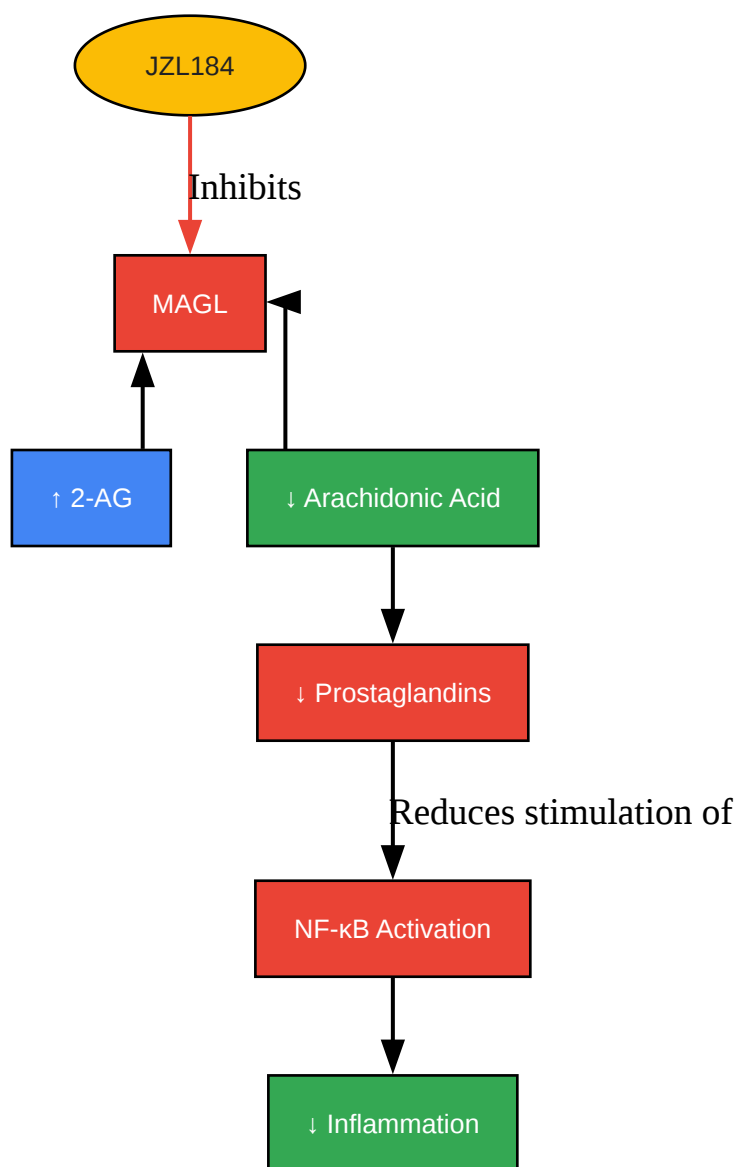 JZL184
Inhibits
MAGL
↑ 2-AG
↓ Arachidonic Acid
↓ Prostaglandins
Reduces stimulation of
NF-κB Activation
↓ Inflammation